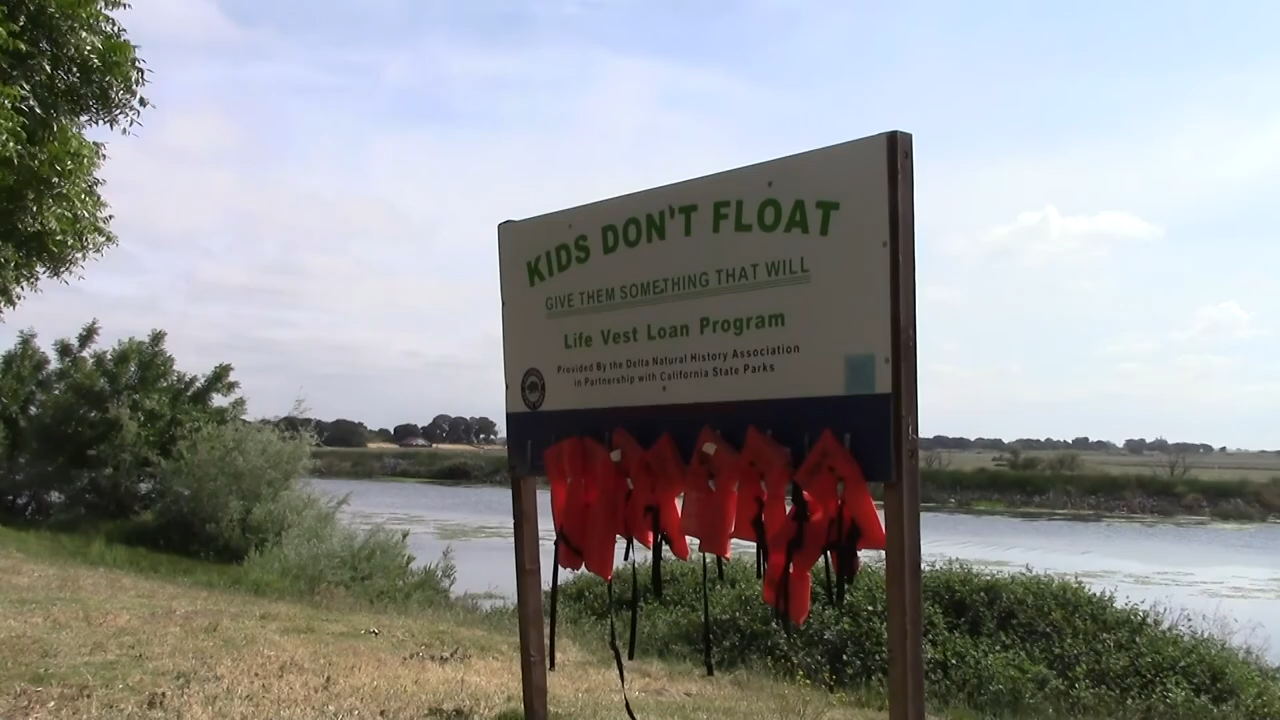 KIDS DON'T FLOAT
GIVE THEM SOMETHING THAT WILL
Life Vest Loan Program
Provided By the Delta Natural History Association
in Partnership with California State Parks